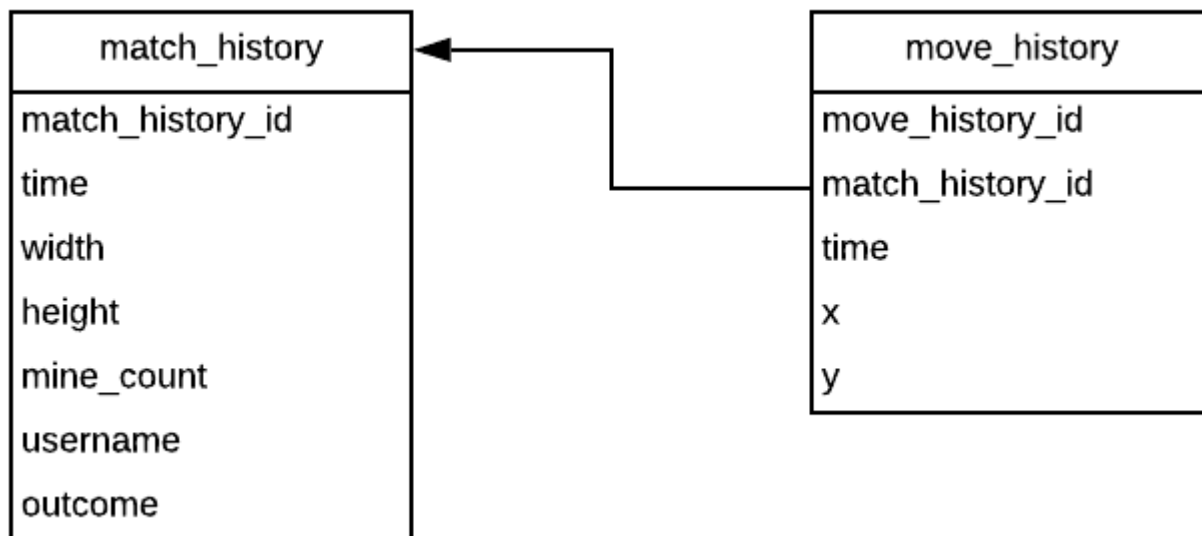 match_history
match_history_id
time
width
height
mine_count
username
outcome
move_history
move_history_id
match_history_id
time
x
y